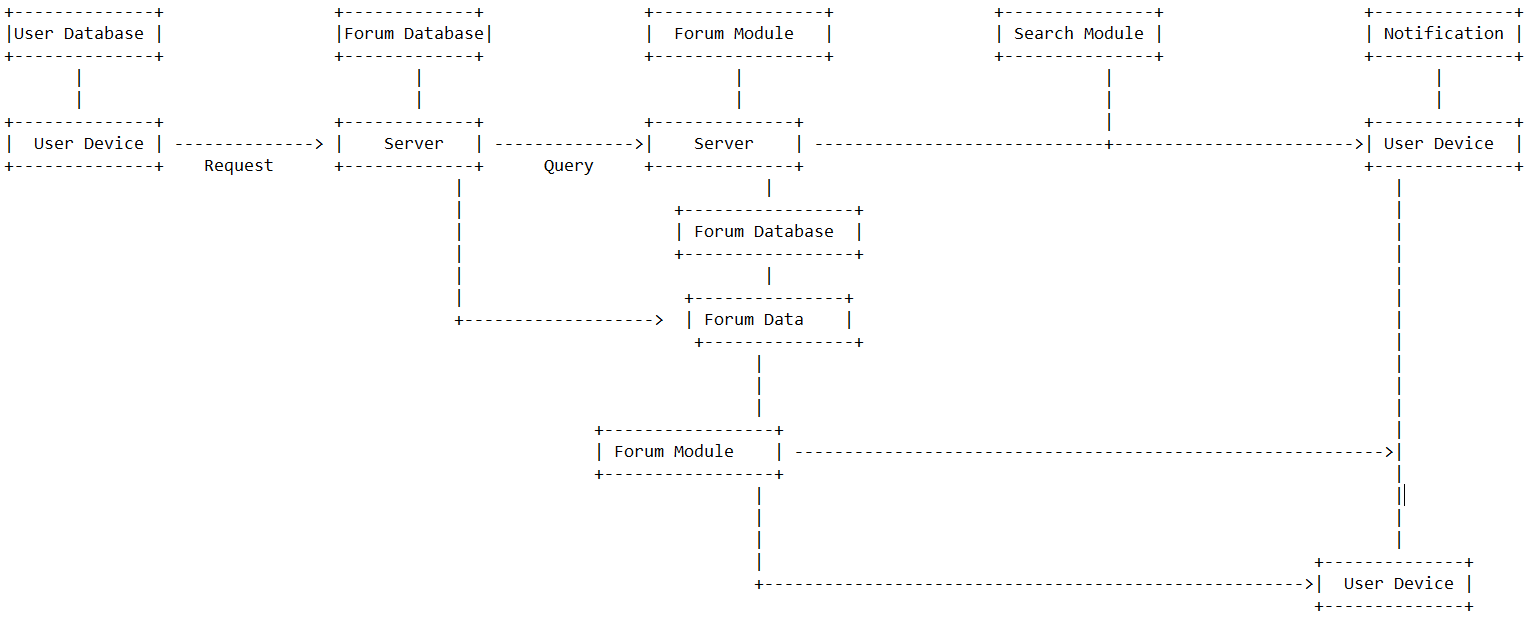 User Database Forum Database Forum Module Search Module Notification
User Device Server Server User Device
Request Query
Forum Database
Forum Data
Forum Module
User Device